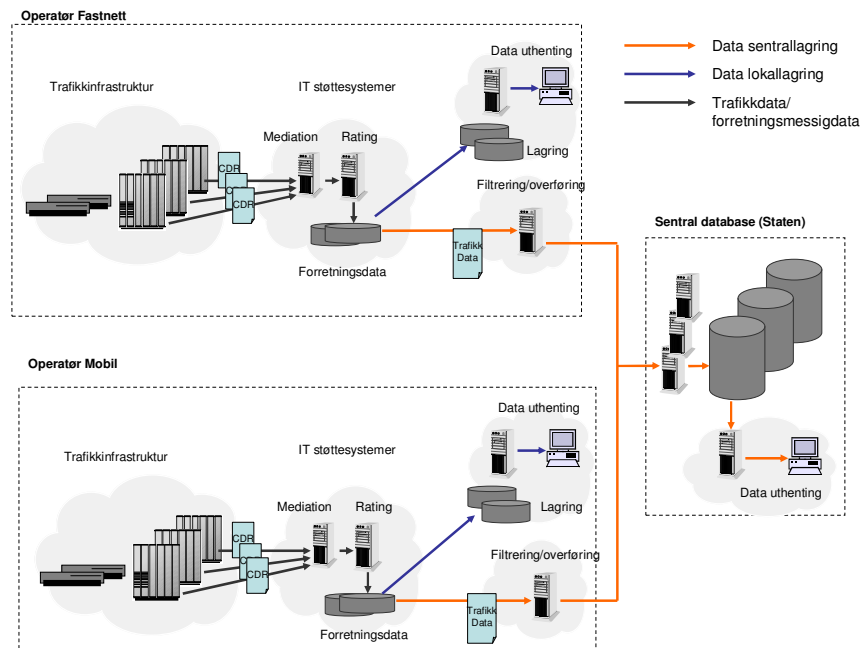 Operatør Fastnett
Trafikkinfrastruktur
IT støttesystemer
Data uthenting
Mediation
Rating
CDR
CDR
CDR
Lagring
Filtrering/overføring
Trafikk
Data
Forretningsdata
Data sentrallagring
Data lokallagring
Trafikkdata/
forretningsmessigdata
Sentral database (Staten)
Data uthenting
Operatør Mobil
Trafikkinfrastruktur
IT støttesystemer
Data uthenting
Mediation
Rating
CDR
CDR
CDR
Lagring
Filtrering/overføring
Trafikk
Data
Forretningsdata